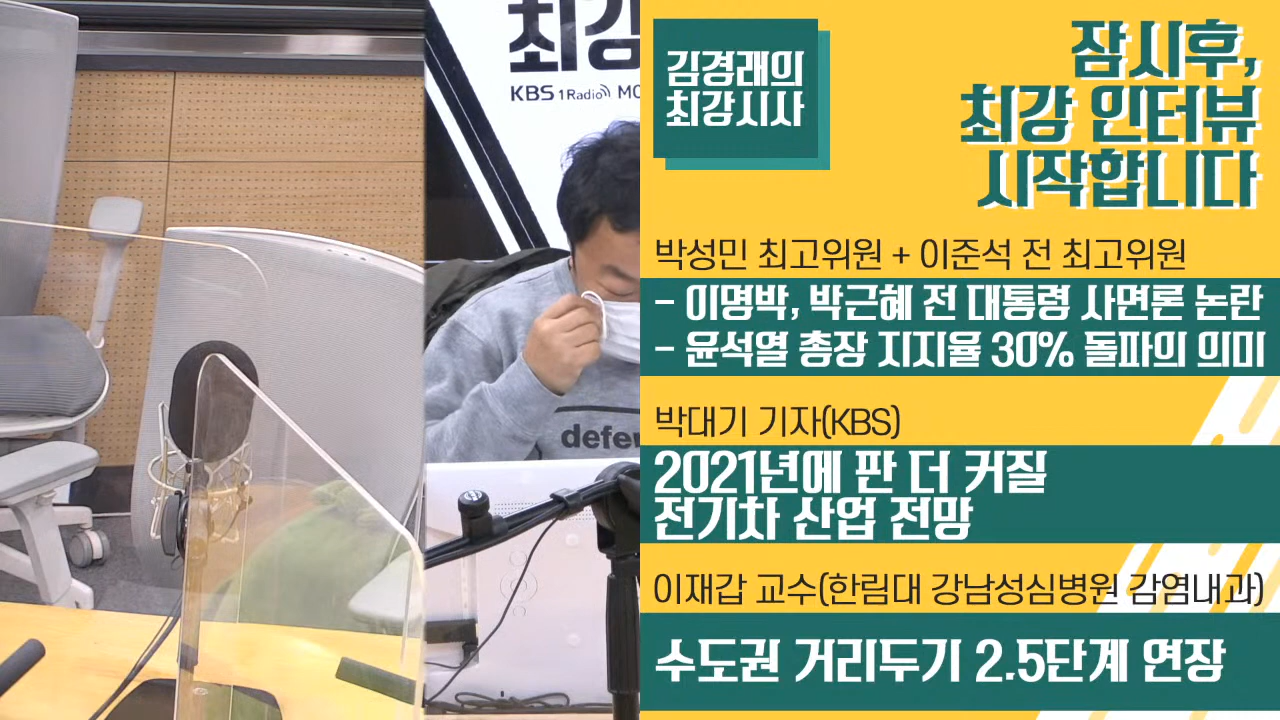 최강
KBS 1Radio MO
defer
김경래의
최강시사
잠시후,
최강 인터뷰
시작합니다
박성민 최고위원 + 이준석 전 최고위원
- 이명박, 박근혜 전 대통령 사면론 논란
- 윤석열 총장 지지율 30% 돌파의 의미
박대기 기자(KBS)
2021년에 판 더 커질
전기차 산업 전망
이재갑 교수(한림대 강남성심병원 감염내과)
수도권 거리두기 2.5단계 연장